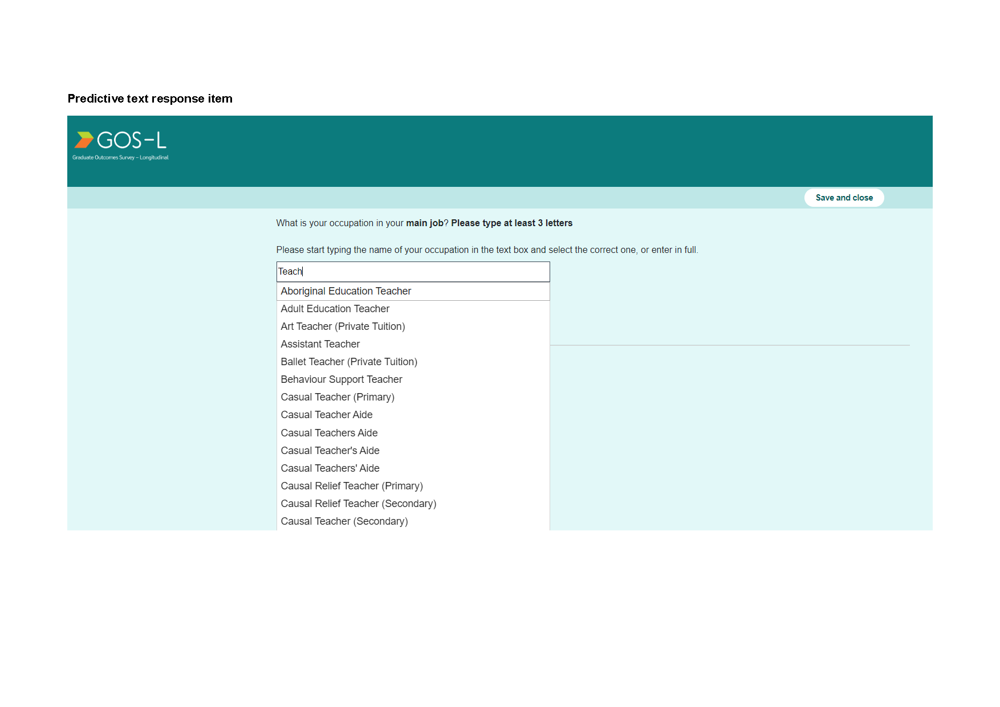 Predictive text response item
GOS-L
Graduate Outcomes Survey – Longitudinal
Save and close
What is your occupation in your main job? Please type at least 3 letters
Please start typing the name of your occupation in the text box and select the correct one, or enter in full.
Teach
Aboriginal Education Teacher
Adult Education Teacher
Art Teacher (Private Tuition)
Assistant Teacher
Ballet Teacher (Private Tuition)
Behaviour Support Teacher
Casual Teacher (Primary)
Casual Teacher Aide
Casual Teachers Aide
Casual Teacher's Aide
Casual Teachers' Aide
Causal Relief Teacher (Primary)
Causal Relief Teacher (Secondary)
Causal Teacher (Secondary)